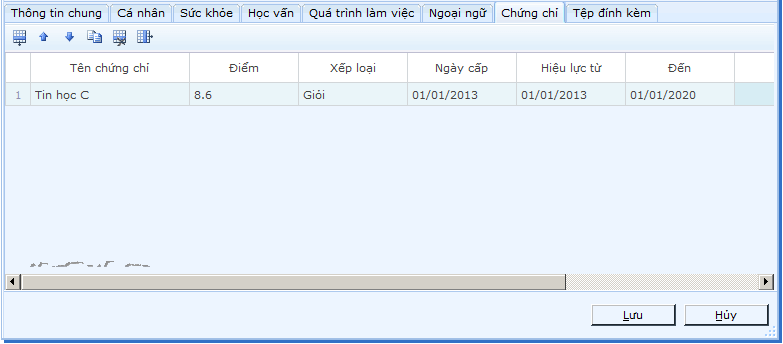 Thông tin chung Cá nhân Sức khỏe Học vấn Quá trình làm việc Ngoại ngữ Chứng chỉ Tệp đính kèm
Tên chứng chỉ Điểm Xếp loại Ngày cấp Hiệu lực từ Đến
1 Tin học C 8.6 Giỏi 01/01/2013 01/01/2013 01/01/2020
Lưu Hủy